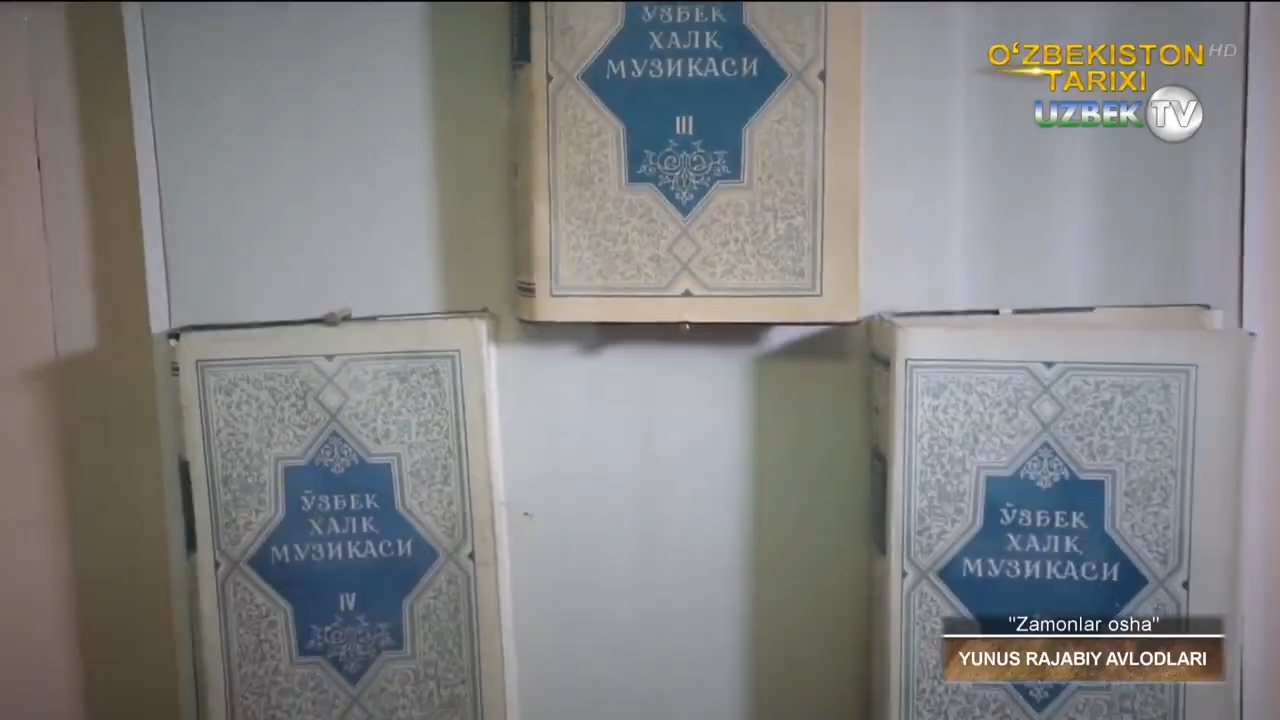 ЎЗБЕК
ХАЛҚ
МУЗИКАСИ
III
O‘ZBEKISTON HD
TARIXI
UZBEK TV
ЎЗБЕК
ХАЛҚ
МУЗИКАСИ
IV
ЎЗБЕК
ХАЛҚ
МУЗИКАСИ
"Zamonlar osha"
YUNUS RAJABIY AVLODLARI